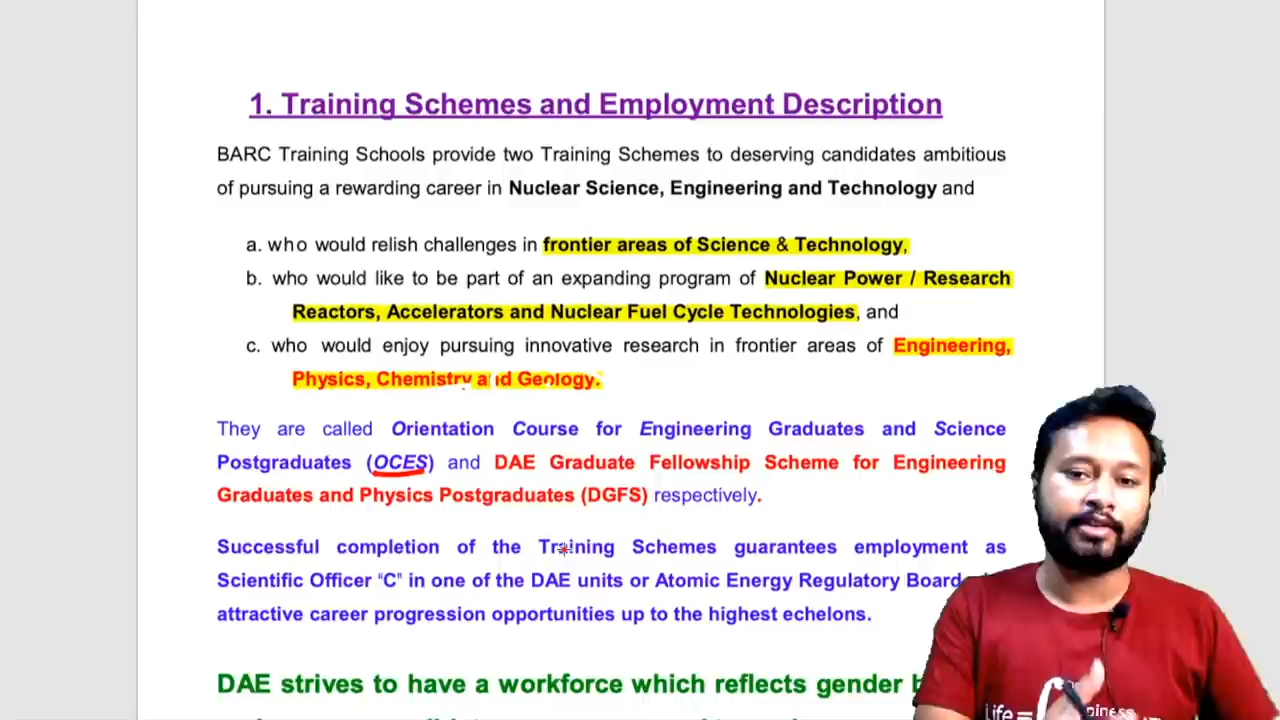 1. Training Schemes and Employment Description
BARC Training Schools provide two Training Schemes to deserving candidates ambitious
of pursuing a rewarding career in Nuclear Science, Engineering and Technology and
a. who would relish challenges in frontier areas of Science & Technology,
b. who would like to be part of an expanding program of Nuclear Power / Research
Reactors, Accelerators and Nuclear Fuel Cycle Technologies, and
c. who would enjoy pursuing innovative research in frontier areas of Engineering,
Physics, Chemistry and Geology.
They are called Orientation Course for Engineering Graduates and Science
Postgraduates (OCES) and DAE Graduate Fellowship Scheme for Engineering
Graduates and Physics Postgraduates (DGFS) respectively.
Successful completion of the Training Schemes guarantees employment as
Scientific Officer "C" in one of the DAE units or Atomic Energy Regulatory Board
attractive career progression opportunities up to the highest echelons.
DAE strives to have a workforce which reflects gender
Life =